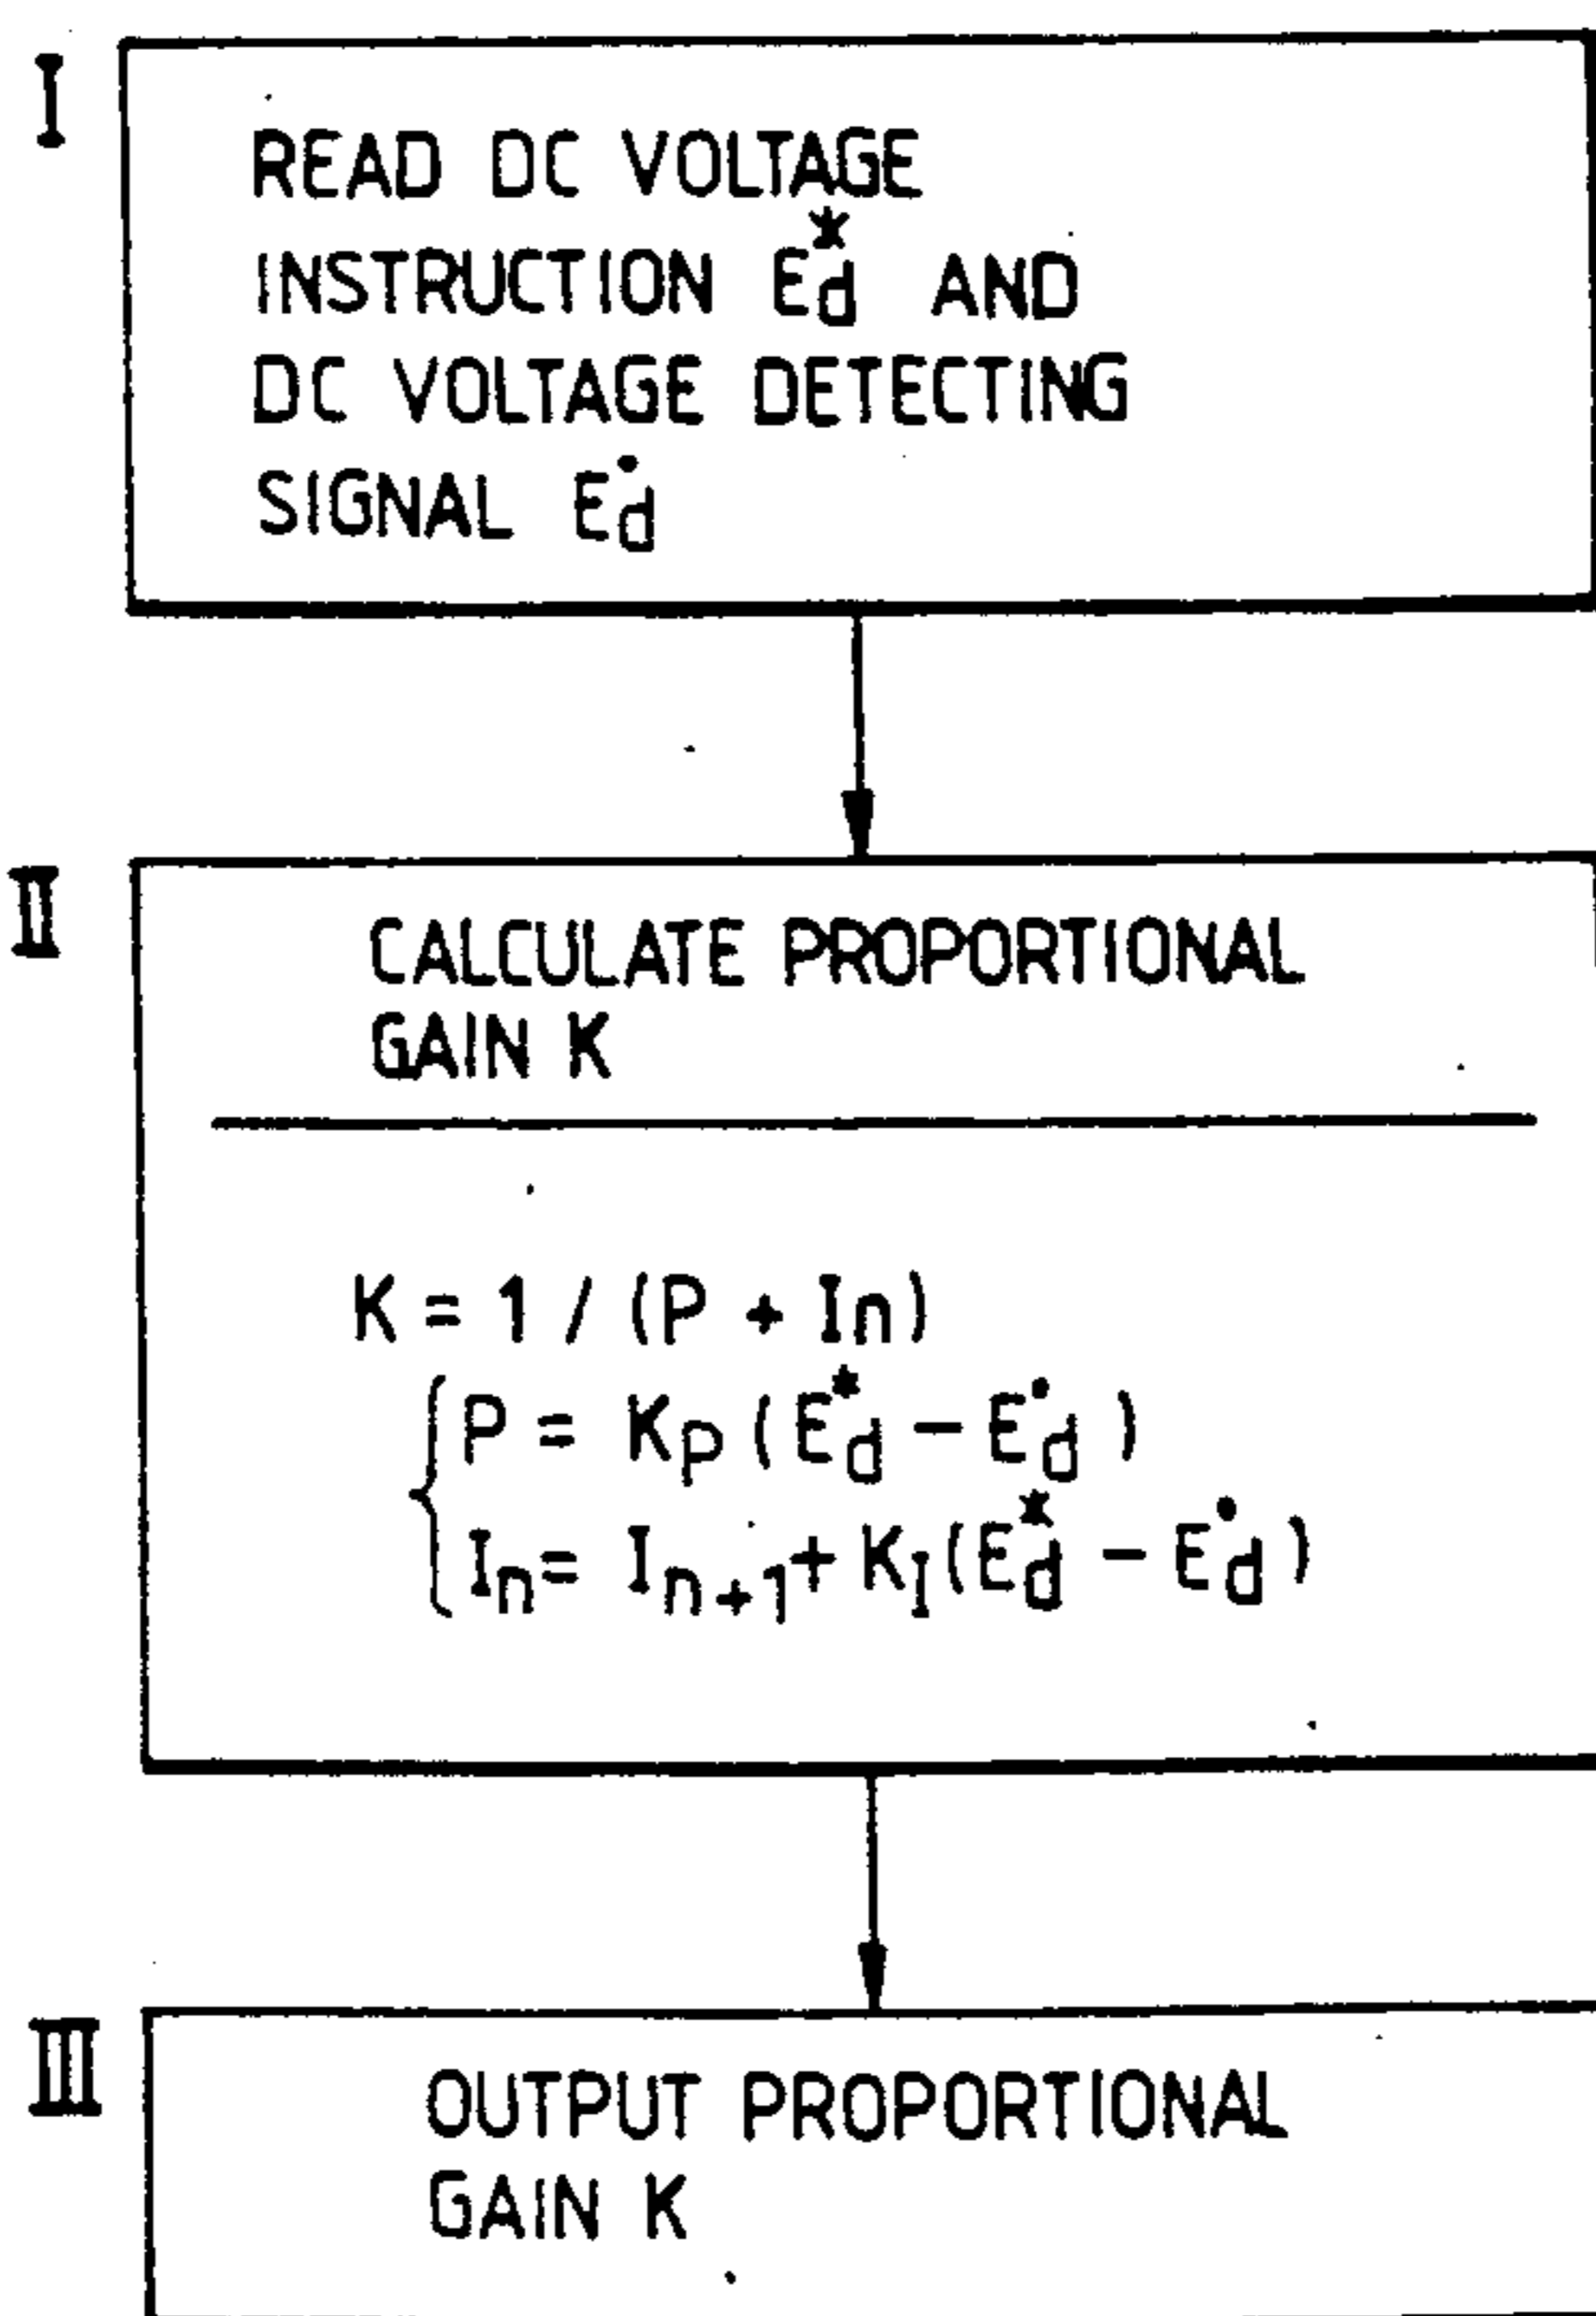 I
READ DC VOLTAGE
INSTRUCTION E*d AND
DC VOLTAGE DETECTING
SIGNAL E•d
II
CALCULATE PROPORTIONAL
GAIN K
K = 1 / (P + In)
P = Kp (E*d - E•d)
In = In+1 + KI (E*d - E•d)
III
OUTPUT PROPORTIONAL
GAIN K